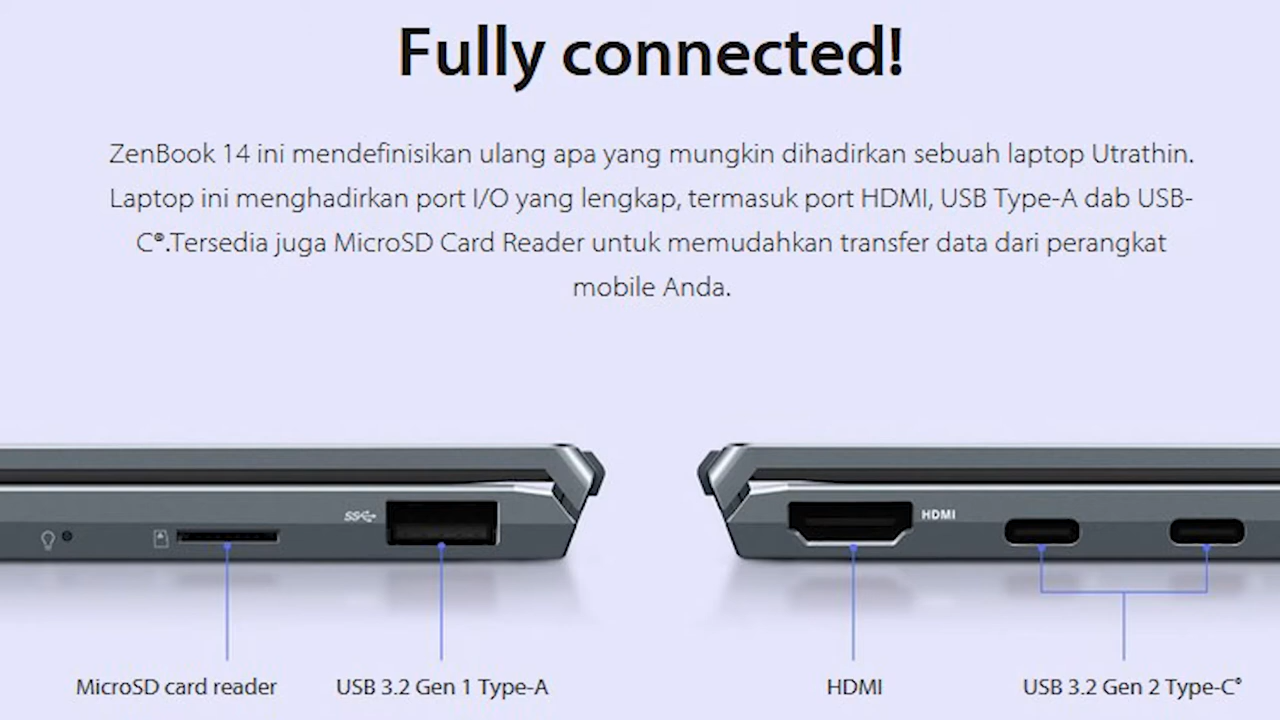 Fully connected!
ZenBook 14 ini mendefinisikan ulang apa yang mungkin dihadirkan sebuah laptop Utrathin.
Laptop ini menghadirkan port I/O yang lengkap, termasuk port HDMI, USB Type-A dab USB-
C®.Tersedia juga MicroSD Card Reader untuk memudahkan transfer data dari perangkat
mobile Anda.
SS
HDMI
MicroSD card reader
USB 3.2 Gen 1 Type-A
HDMI
USB 3.2 Gen 2 Type-C®